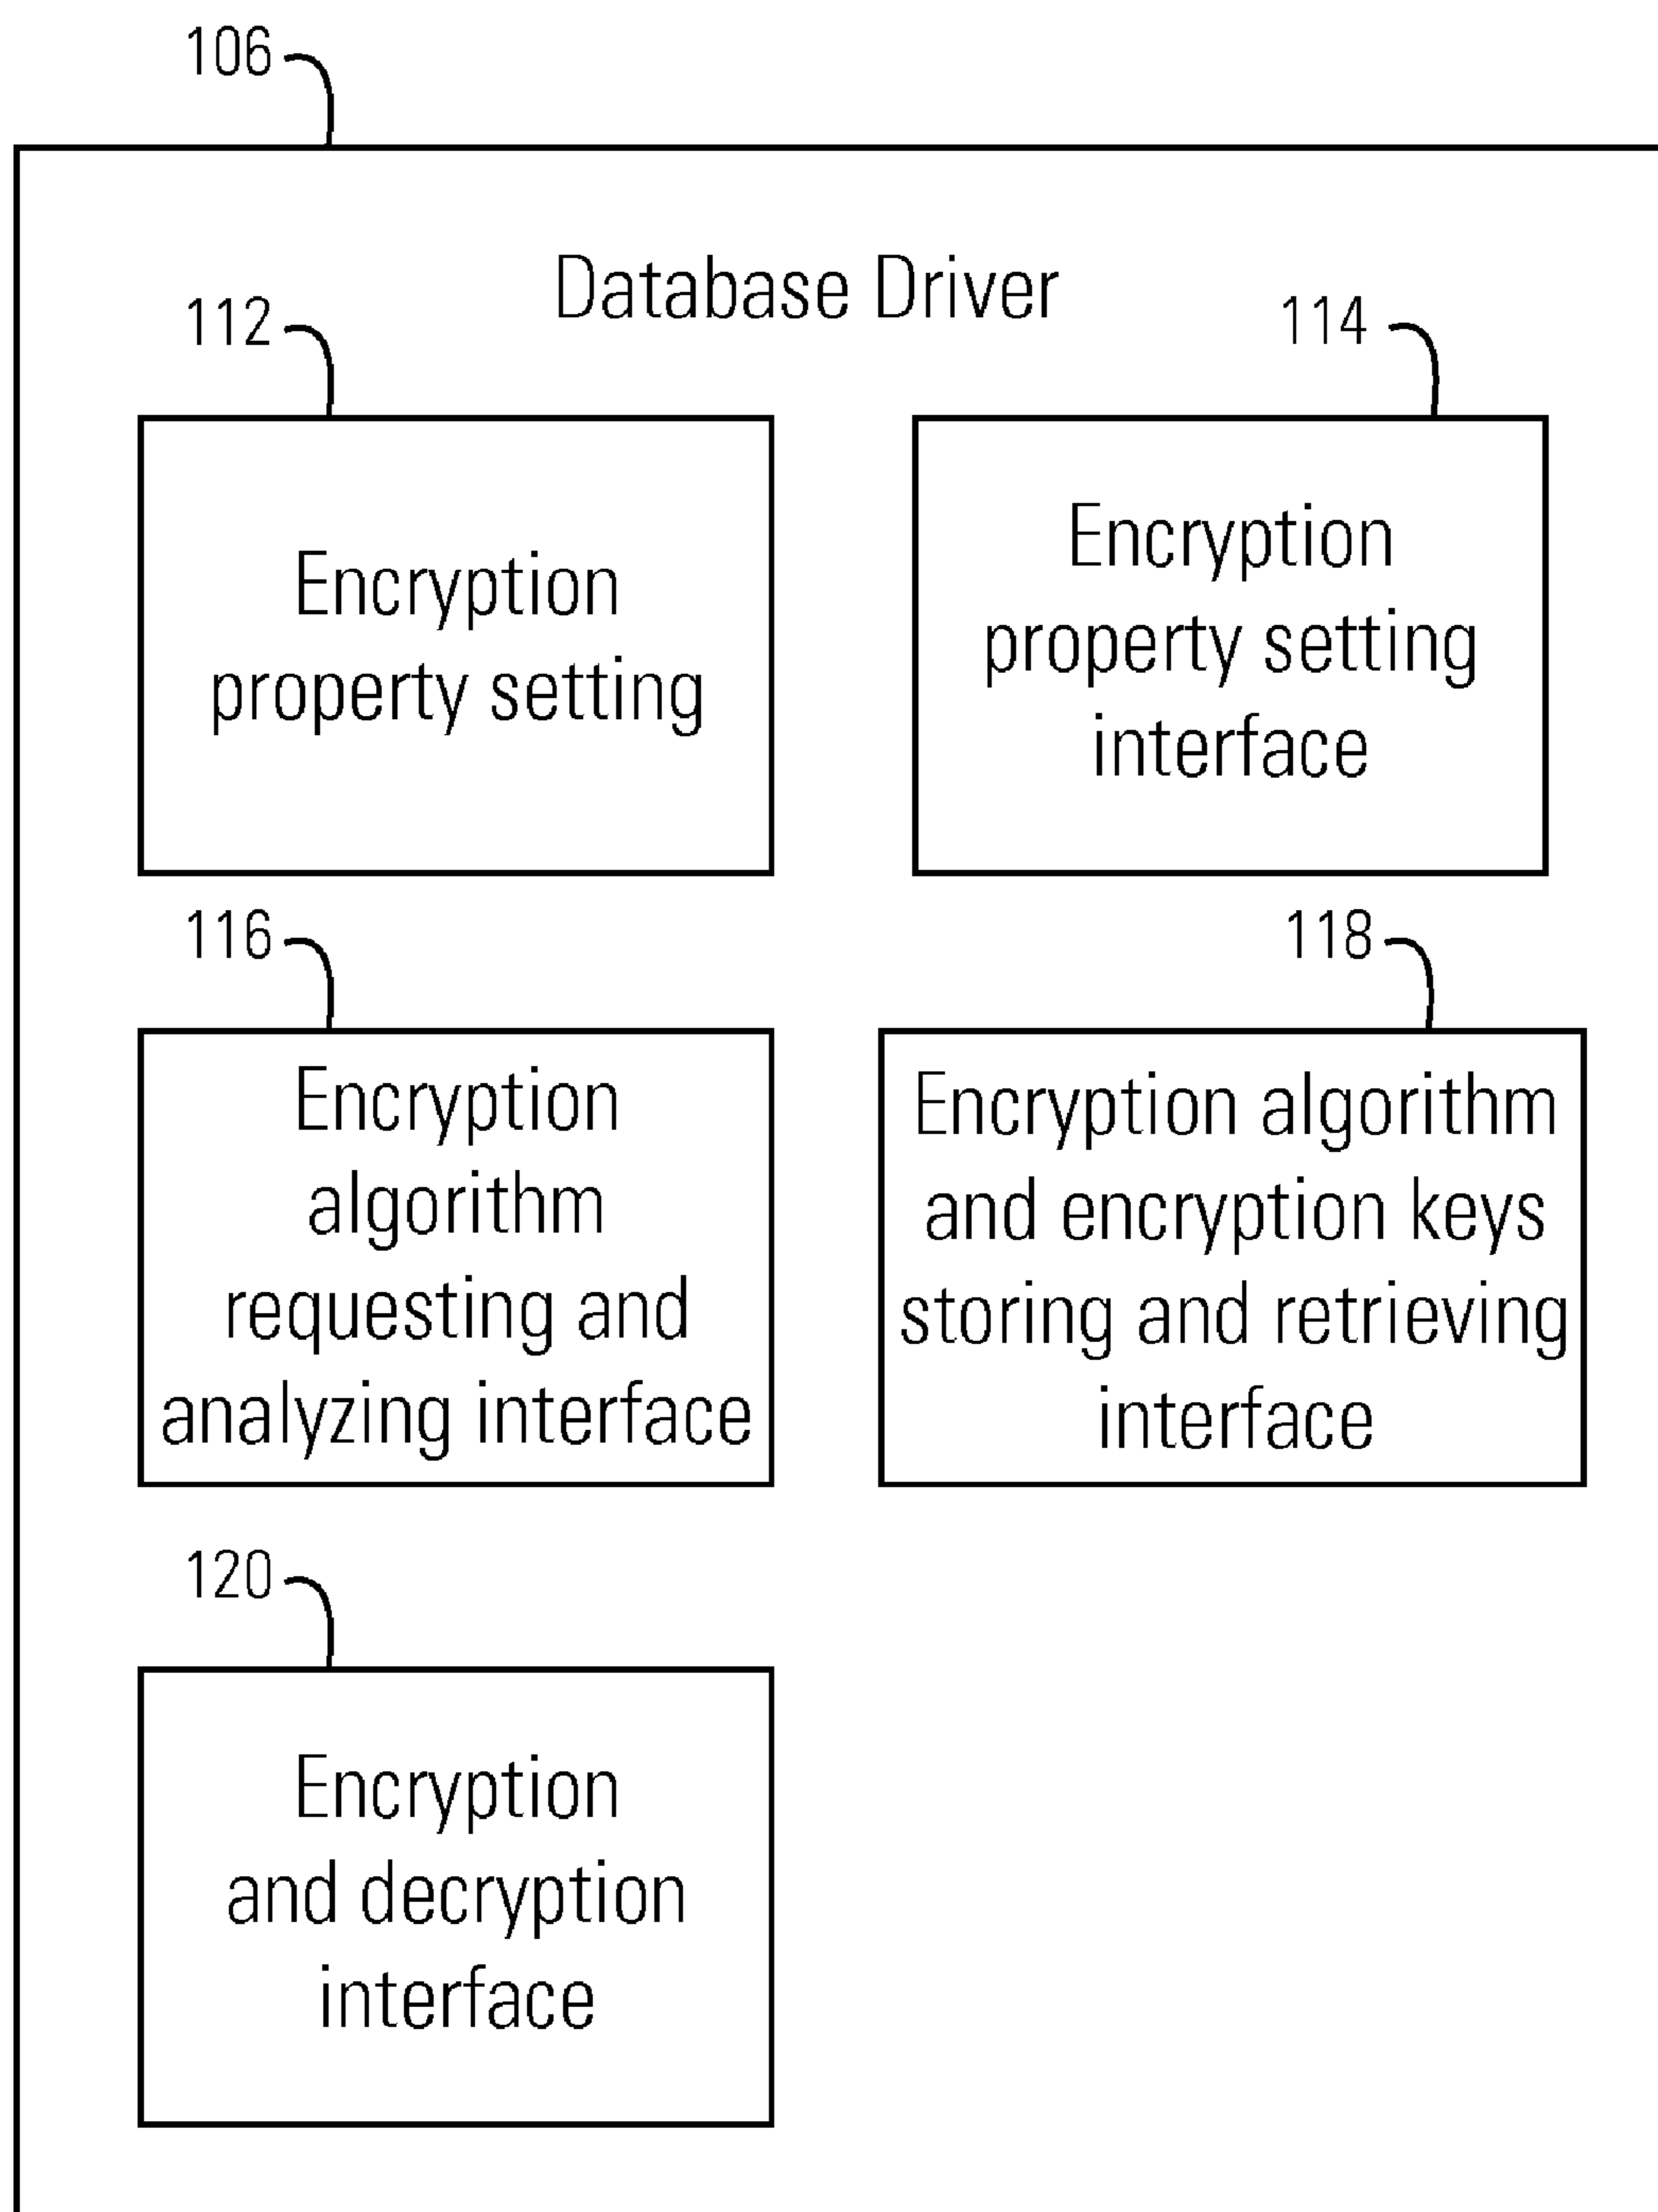 106
Database Driver
112
114
Encryption
property setting
Encryption
property setting
interface
116
118
Encryption
algorithm
requesting and
analyzing interface
Encryption algorithm
and encryption keys
storing and retrieving
interface
120
Encryption
and decryption
interface